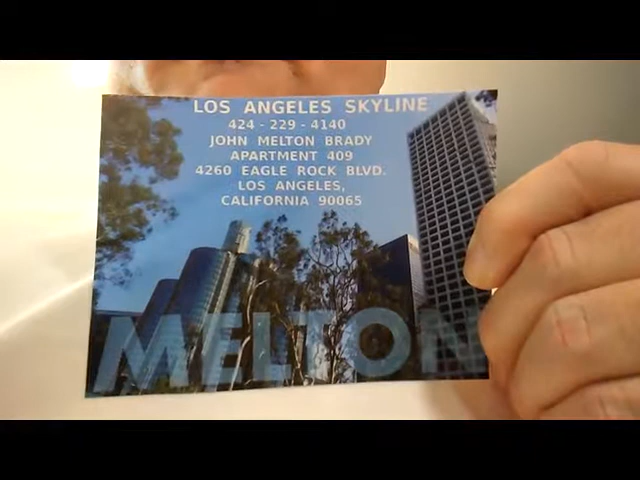 LOS ANGELES SKYLINE
424 - 229 - 4140
JOHN MELTON BRADY
APARTMENT 409
4260 EAGLE ROCK BLVD.
LOS ANGELES,
CALIFORNIA 90065
MELTON